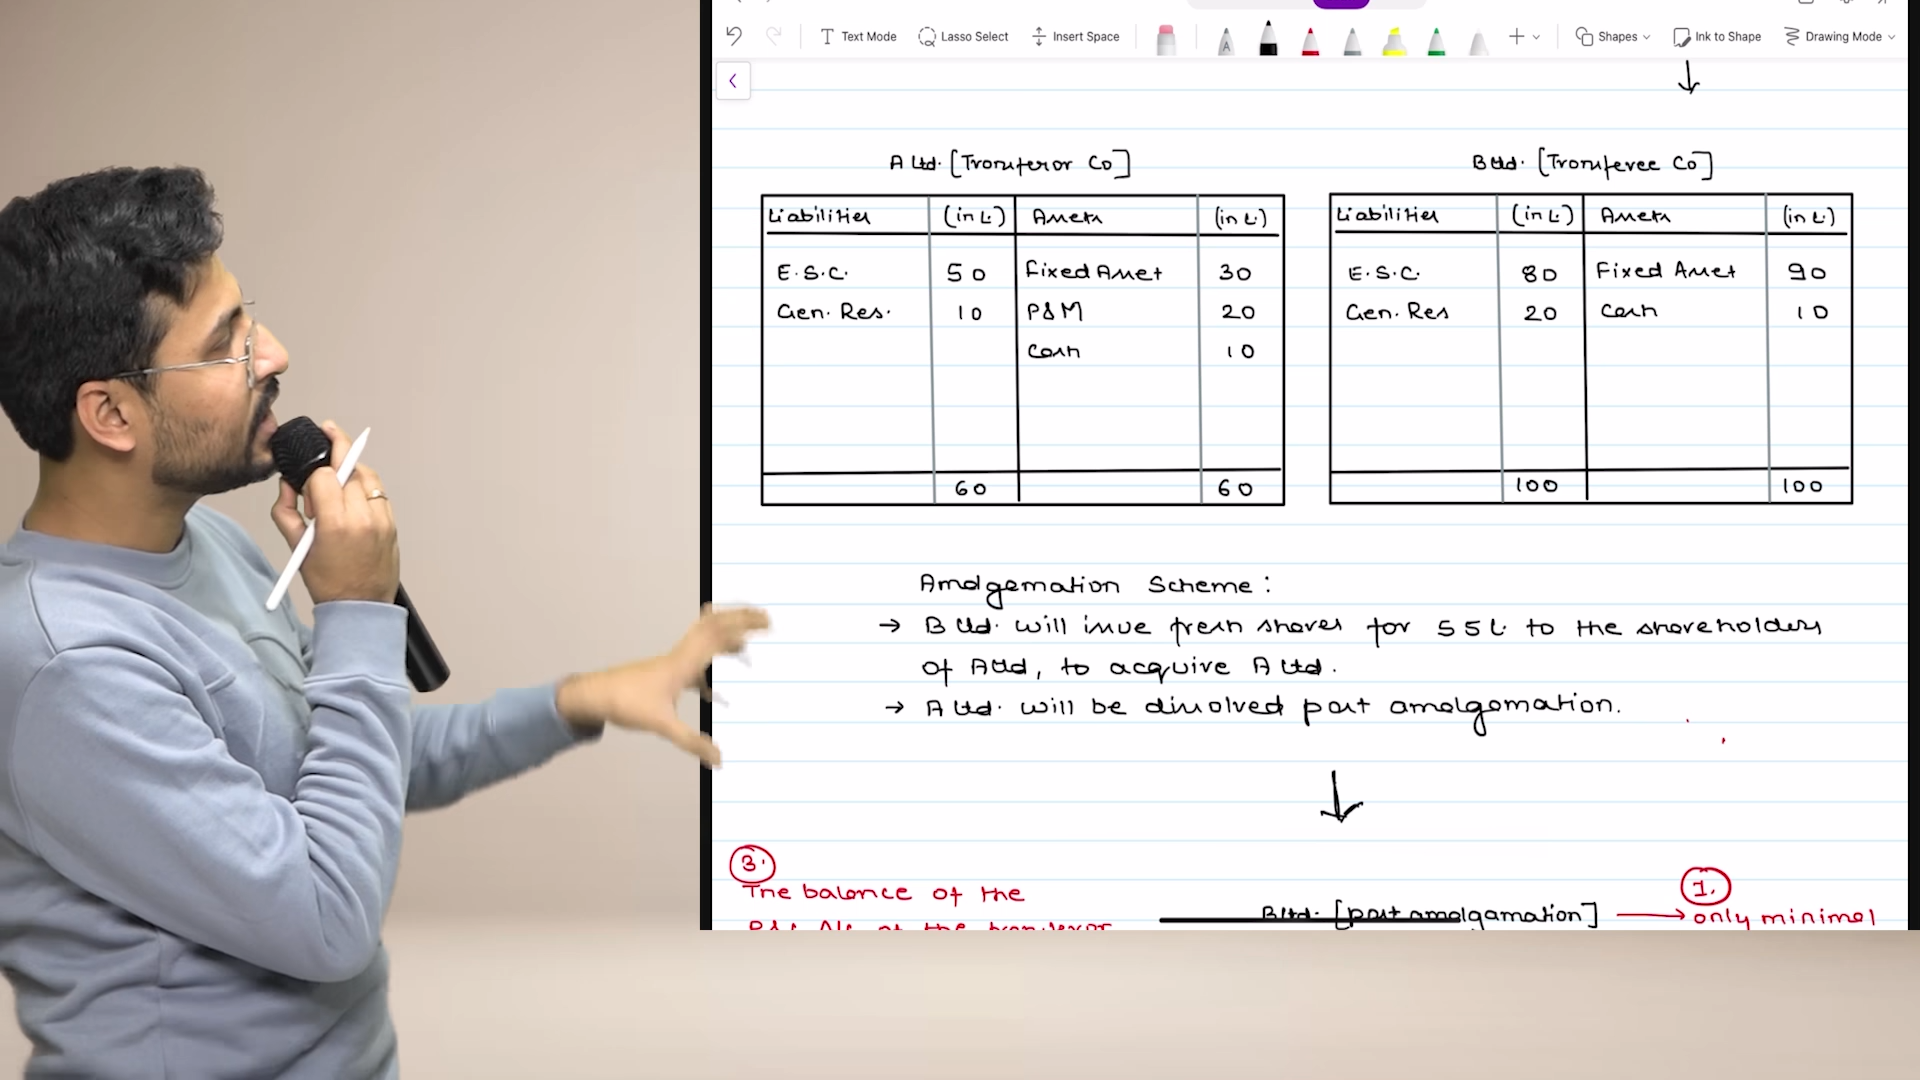 Text Mode Lasso Select Insert Space Shapes Ink to Shape Drawing Mode
A Ltd. [Transferor Co]
Liabilities (in L) Assets (in L)
E.S.C. 50 Fixed Asset 30
Gen. Res. 10 P&M 20
Cash 10
60 60
B Ltd. [Transferee Co]
Liabilities (in L) Assets (in L)
E.S.C. 80 Fixed Asset 90
Gen. Res 20 Cash 10
100 100
Amalgemation Scheme:
→ B Ltd. will issue fresh shares for 55L. to the shareholders
of A Ltd, to acquire A Ltd.
→ A Ltd. will be dissolved post amalgamation.
3.
The balance of the
P&L A/c of the transferor
B Ltd. [post amalgamation]
1.
only minimal